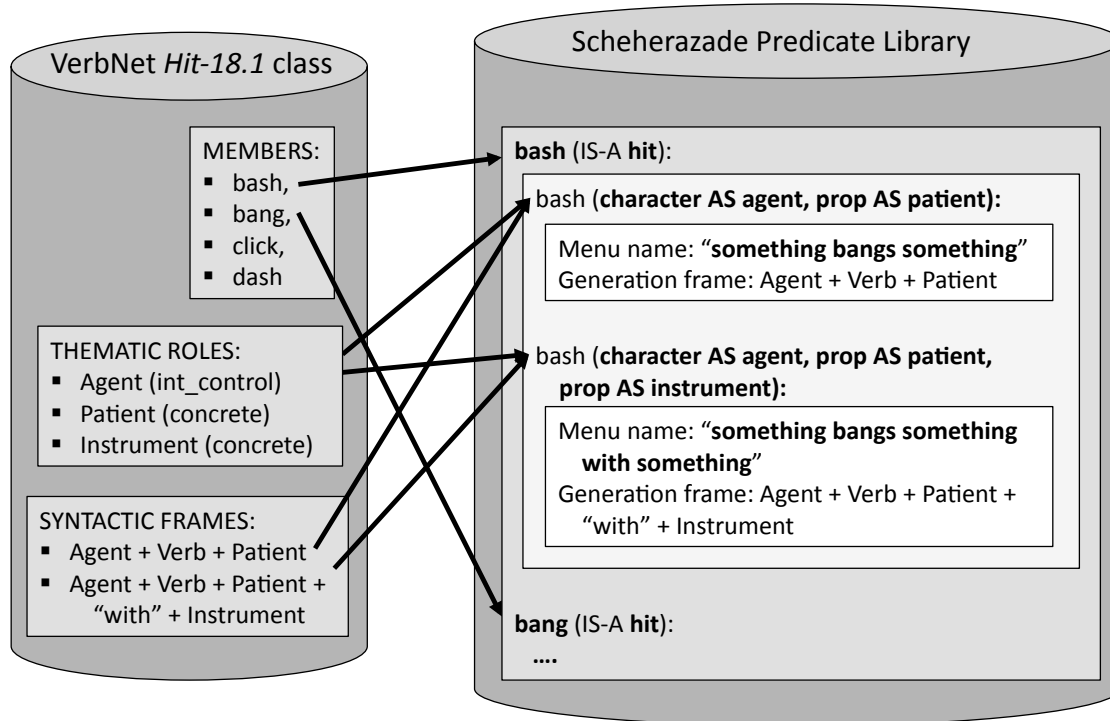 VerbNet Hit-18.1 class
MEMBERS:
▪ bash,
▪ bang,
▪ click,
▪ dash
THEMATIC ROLES:
▪ Agent (int_control)
▪ Patient (concrete)
▪ Instrument (concrete)
SYNTACTIC FRAMES:
▪ Agent + Verb + Patient
▪ Agent + Verb + Patient +
“with” + Instrument
Scheherazade Predicate Library
bash (IS-A hit):
bash (character AS agent, prop AS patient):
Menu name: “something bangs something”
Generation frame: Agent + Verb + Patient
bash (character AS agent, prop AS patient,
prop AS instrument):
Menu name: “something bangs something
with something”
Generation frame: Agent + Verb + Patient +
“with” + Instrument
bang (IS-A hit):
....